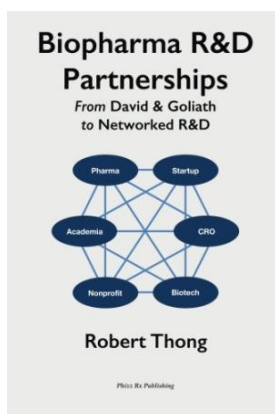 Biopharma R&D
Partnerships
From David & Goliath
to Networked R&D
Pharma
Startup
Academia
CRO
Nonprofit
Biotech
Robert Thong
Phizz Rx Publishing